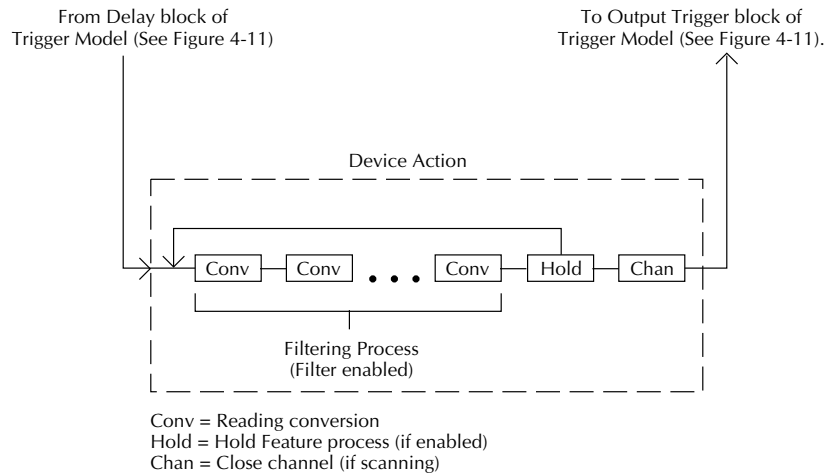 From Delay block of
Trigger Model (See Figure 4-11)
To Output Trigger block of
Trigger Model (See Figure 4-11).
Device Action
Conv
Conv
Conv
Hold
Chan
Filtering Process
(Filter enabled)
Conv = Reading conversion
Hold = Hold Feature process (if enabled)
Chan = Close channel (if scanning)